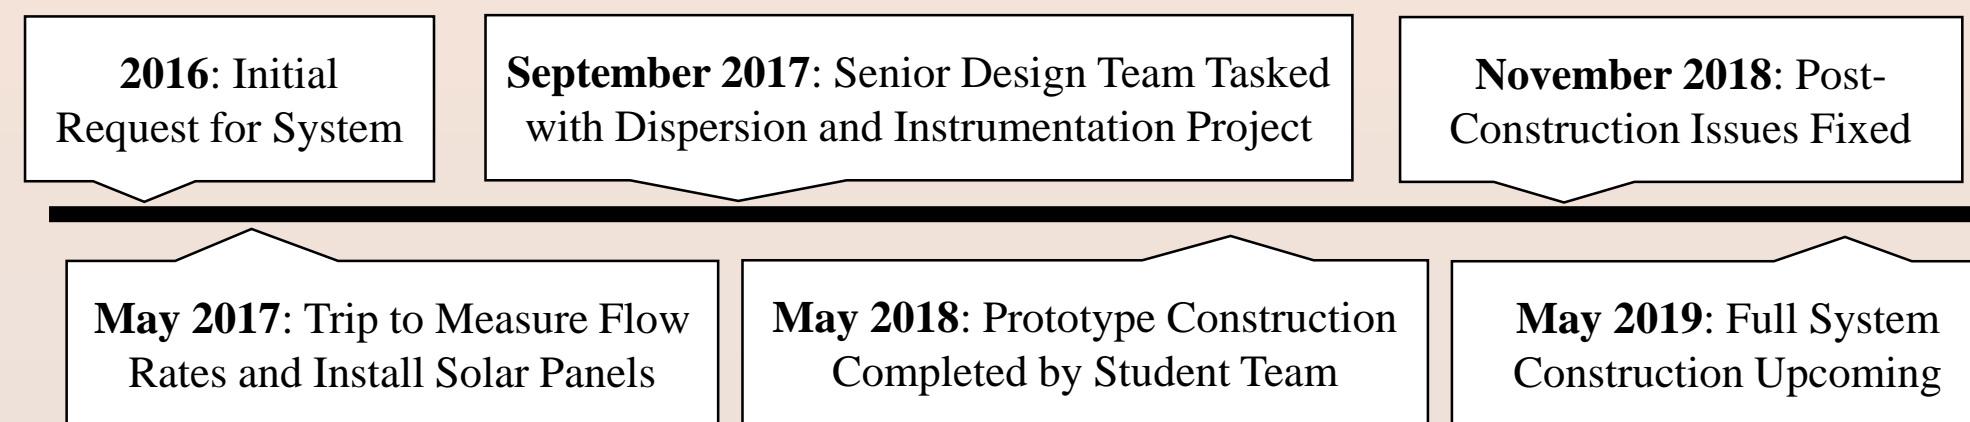 2016: Initial
Request for System
September 2017: Senior Design Team Tasked
with Dispersion and Instrumentation Project
November 2018: Post-
Construction Issues Fixed
May 2017: Trip to Measure Flow
Rates and Install Solar Panels
May 2018: Prototype Construction
Completed by Student Team
May 2019: Full System
Construction Upcoming